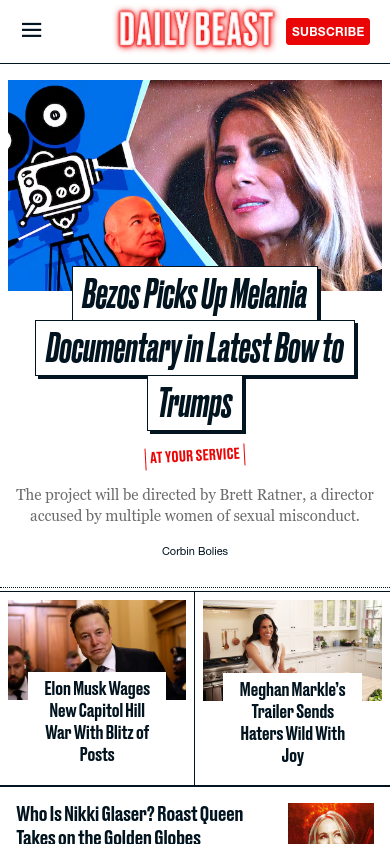 DAILY BEAST
SUBSCRIBE
Bezos Picks Up Melania
Documentary in Latest Bow to
Trumps
AT YOUR SERVICE
The project will be directed by Brett Ratner, a director
accused by multiple women of sexual misconduct.
Corbin Bolies
Elon Musk Wages
New Capitol Hill
War With Blitz of
Posts
Meghan Markle’s
Trailer Sends
Haters Wild With
Joy
Who Is Nikki Glaser? Roast Queen
Takes on the Golden Globes